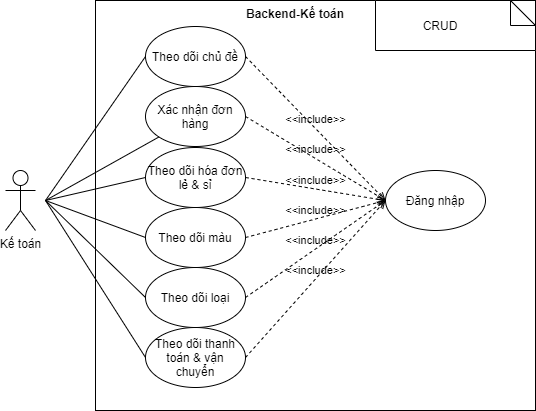 Backend-Kế toán
CRUD
Theo dõi chủ đề
Xác nhận đơn
hàng
<<include>>
<<include>>
Theo dõi hóa đơn
lẻ & sỉ
<<include>>
Đăng nhập
<<include>>
Theo dõi màu
Kế toán
<<include>>
<<include>>
Theo dõi loại
Theo dõi thanh
toán & vận
chuyển